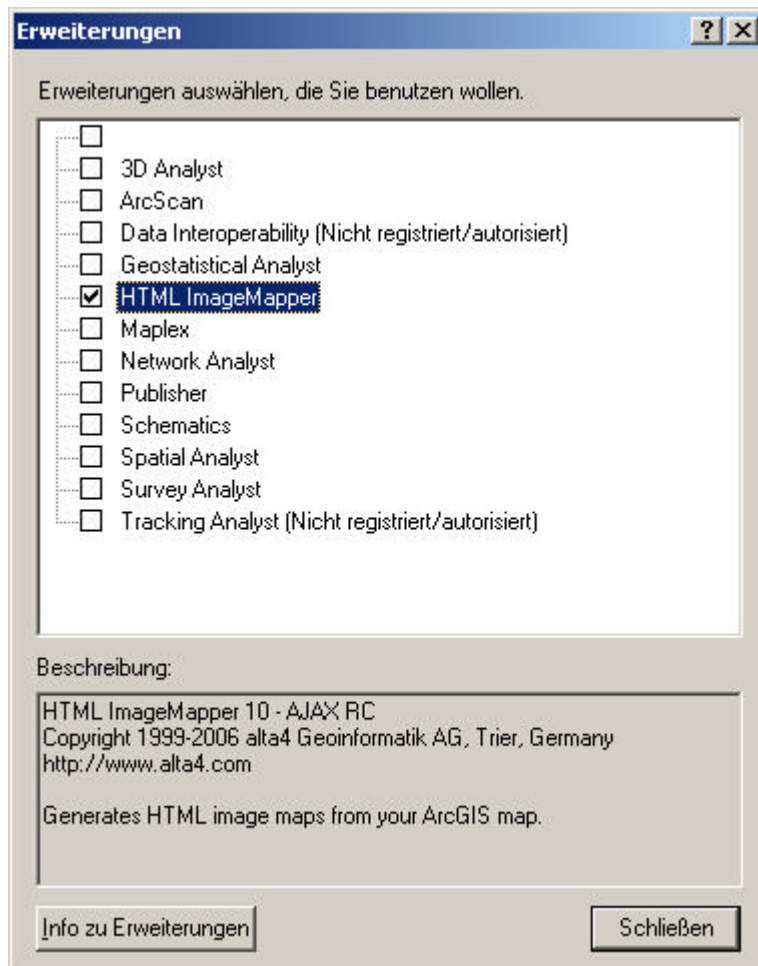 Erweiterungen
Erweiterungen auswählen, die Sie benutzen wollen.
3D Analyst
ArcScan
Data Interoperability (Nicht registriert/autorisiert)
Geostatistical Analyst
HTML ImageMapper
Maplex
Network Analyst
Publisher
Schematics
Spatial Analyst
Survey Analyst
Tracking Analyst (Nicht registriert/autorisiert)
Beschreibung:
HTML ImageMapper 10 - AJAX RC
Copyright 1999-2006 alta4 Geoinformatik AG, Trier, Germany
http://www.alta4.com
Generates HTML image maps from your ArcGIS map.
Info zu Erweiterungen
Schließen